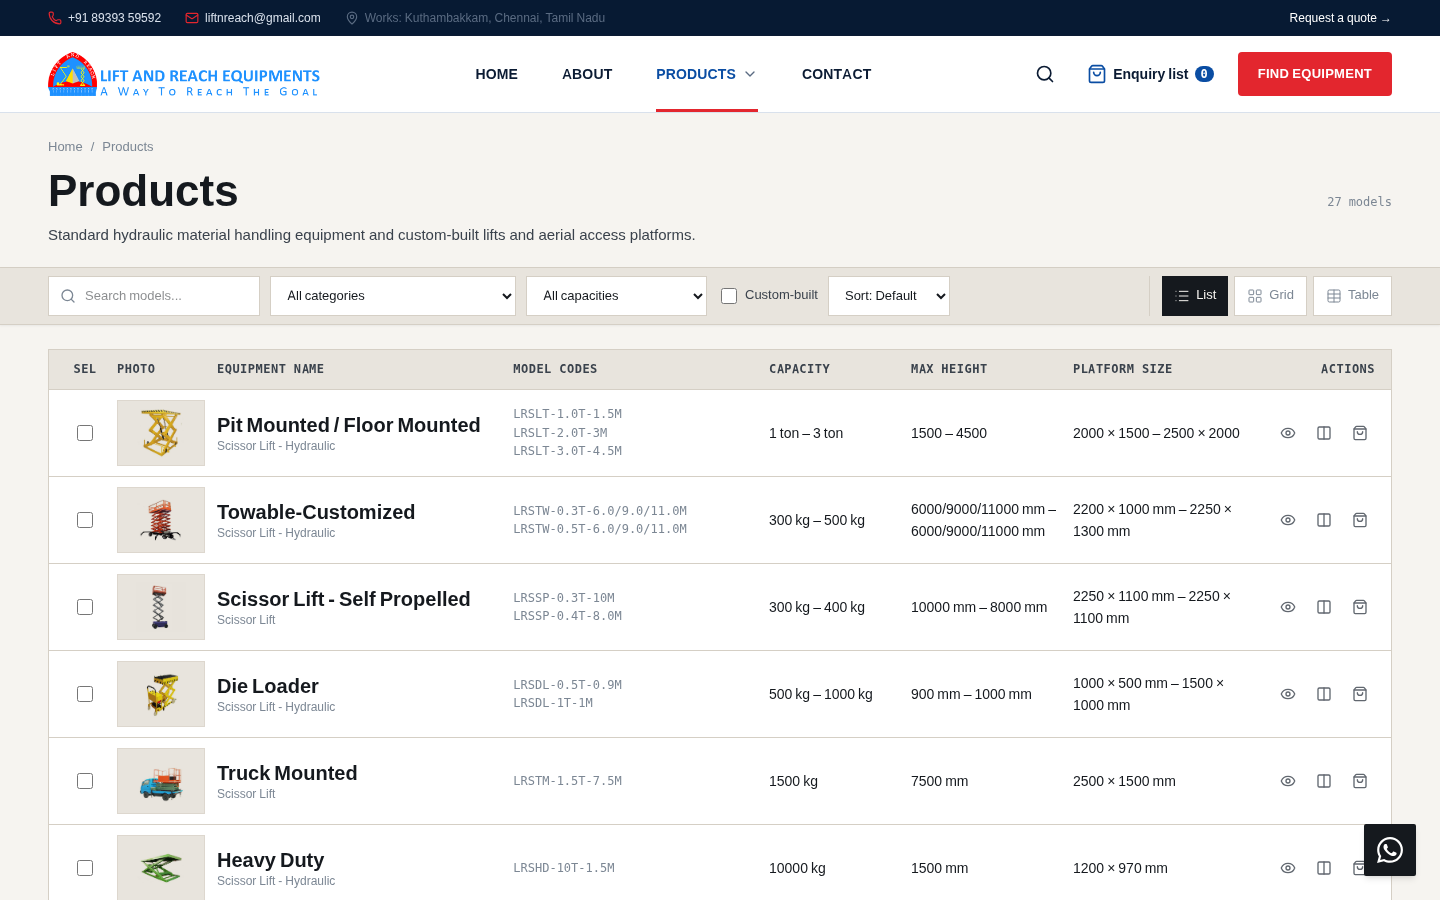 +91 89393 59592
liftnreach@gmail.com
Works: Kuthambakkam, Chennai, Tamil Nadu
Request a quote →
LIFT AND REACH EQUIPMENTS
A Way To Reach The Goal
HOME
ABOUT
PRODUCTS
CONTACT
Enquiry list 0
FIND EQUIPMENT
Home / Products
Products
27 models
Standard hydraulic material handling equipment and custom-built lifts and aerial access platforms.
Search models...
All categories
All capacities
Custom-built
Sort: Default
List
Grid
Table
SEL PHOTO EQUIPMENT NAME MODEL CODES CAPACITY MAX HEIGHT PLATFORM SIZE ACTIONS
Pit Mounted / Floor Mounted
Scissor Lift - Hydraulic
LRSLT-1.0T-1.5M
LRSLT-2.0T-3M
LRSLT-3.0T-4.5M
1 ton – 3 ton
1500 – 4500
2000 × 1500 – 2500 × 2000
Towable-Customized
Scissor Lift - Hydraulic
LRSTW-0.3T-6.0/9.0/11.0M
LRSTW-0.5T-6.0/9.0/11.0M
300 kg – 500 kg
6000/9000/11000 mm –
6000/9000/11000 mm
2200 × 1000 mm – 2250 ×
1300 mm
Scissor Lift - Self Propelled
Scissor Lift
LRSSP-0.3T-10M
LRSSP-0.4T-8.0M
300 kg – 400 kg
10000 mm – 8000 mm
2250 × 1100 mm – 2250 ×
1100 mm
Die Loader
Scissor Lift - Hydraulic
LRSDL-0.5T-0.9M
LRSDL-1T-1M
500 kg – 1000 kg
900 mm – 1000 mm
1000 × 500 mm – 1500 ×
1000 mm
Truck Mounted
Scissor Lift
LRSTM-1.5T-7.5M
1500 kg
7500 mm
2500 × 1500 mm
Heavy Duty
Scissor Lift - Hydraulic
LRSHD-10T-1.5M
10000 kg
1500 mm
1200 × 970 mm